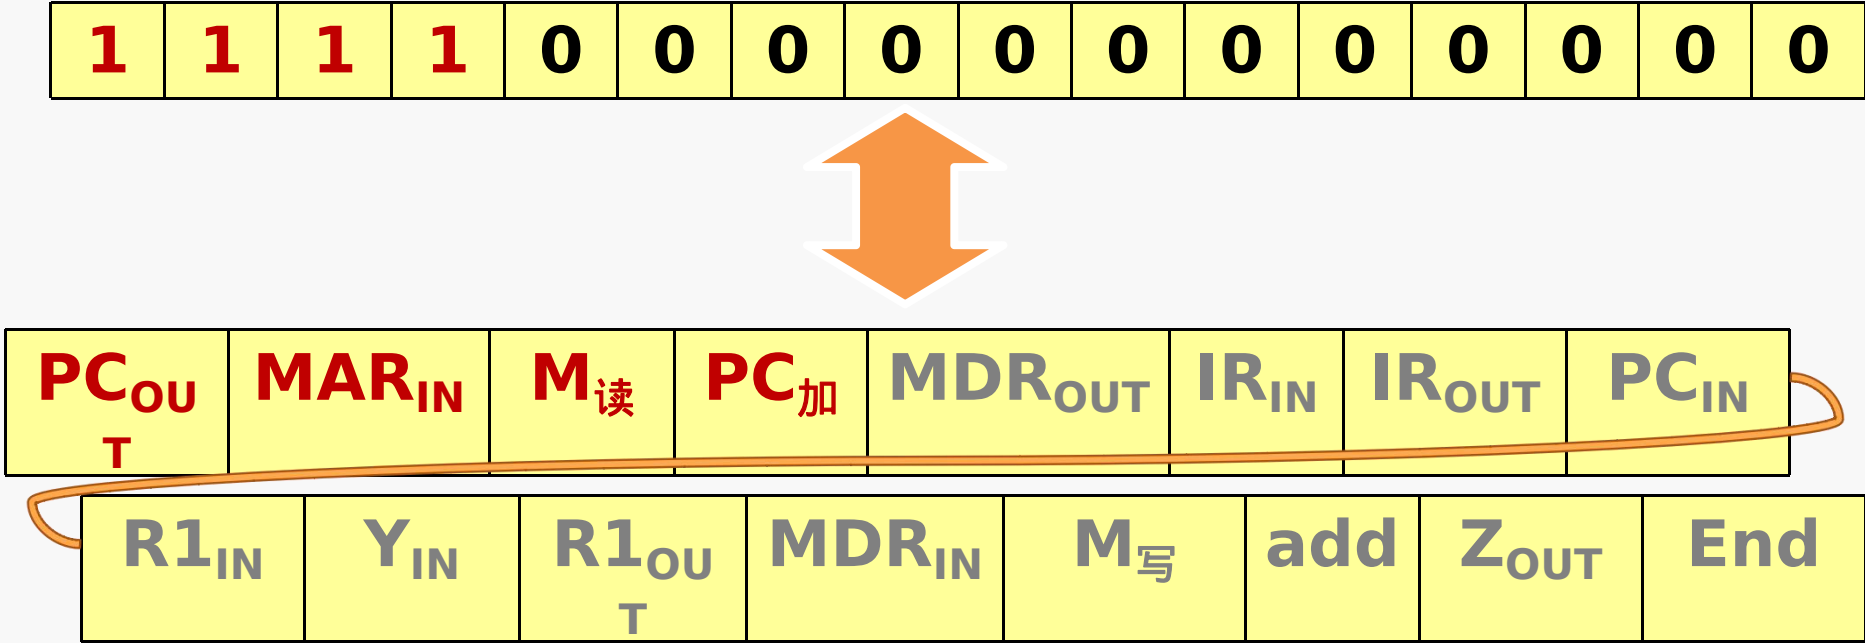 1 1 1 1 0 0 0 0 0 0 0 0 0 0 0 0
PCOUT MARIN M读 PC加 MDROUT IRIN IROUT PCIN
R1IN YIN R1OUT MDRIN M写 add ZOUT End